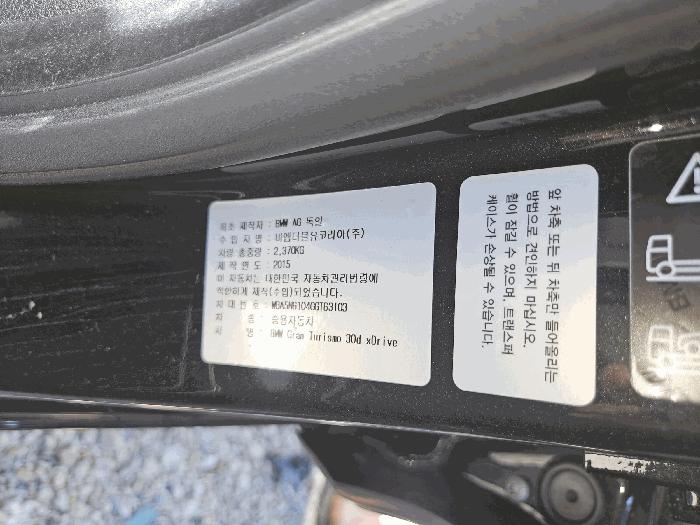 최초 제작자 : BMW AG 독일
수 입 자 명 : 비엠더블유코리아(주)
차량 총중량 : 2,370KG
제 작 연 도 : 2015
이 자동차는 대한민국 자동차관리법령에
적합하게 제작(수입)되었습니다.
차 대 번 호 :
차 종 : 승용자동차
차 명 : BMW Gran Turismo 30d xDrive
앞 차축 또는 뒤 차축만 들어올리는
방법으로 견인하지 마십시오.
휠이 잠길 수 있으며, 트랜스퍼
케이스가 손상될 수 있습니다.